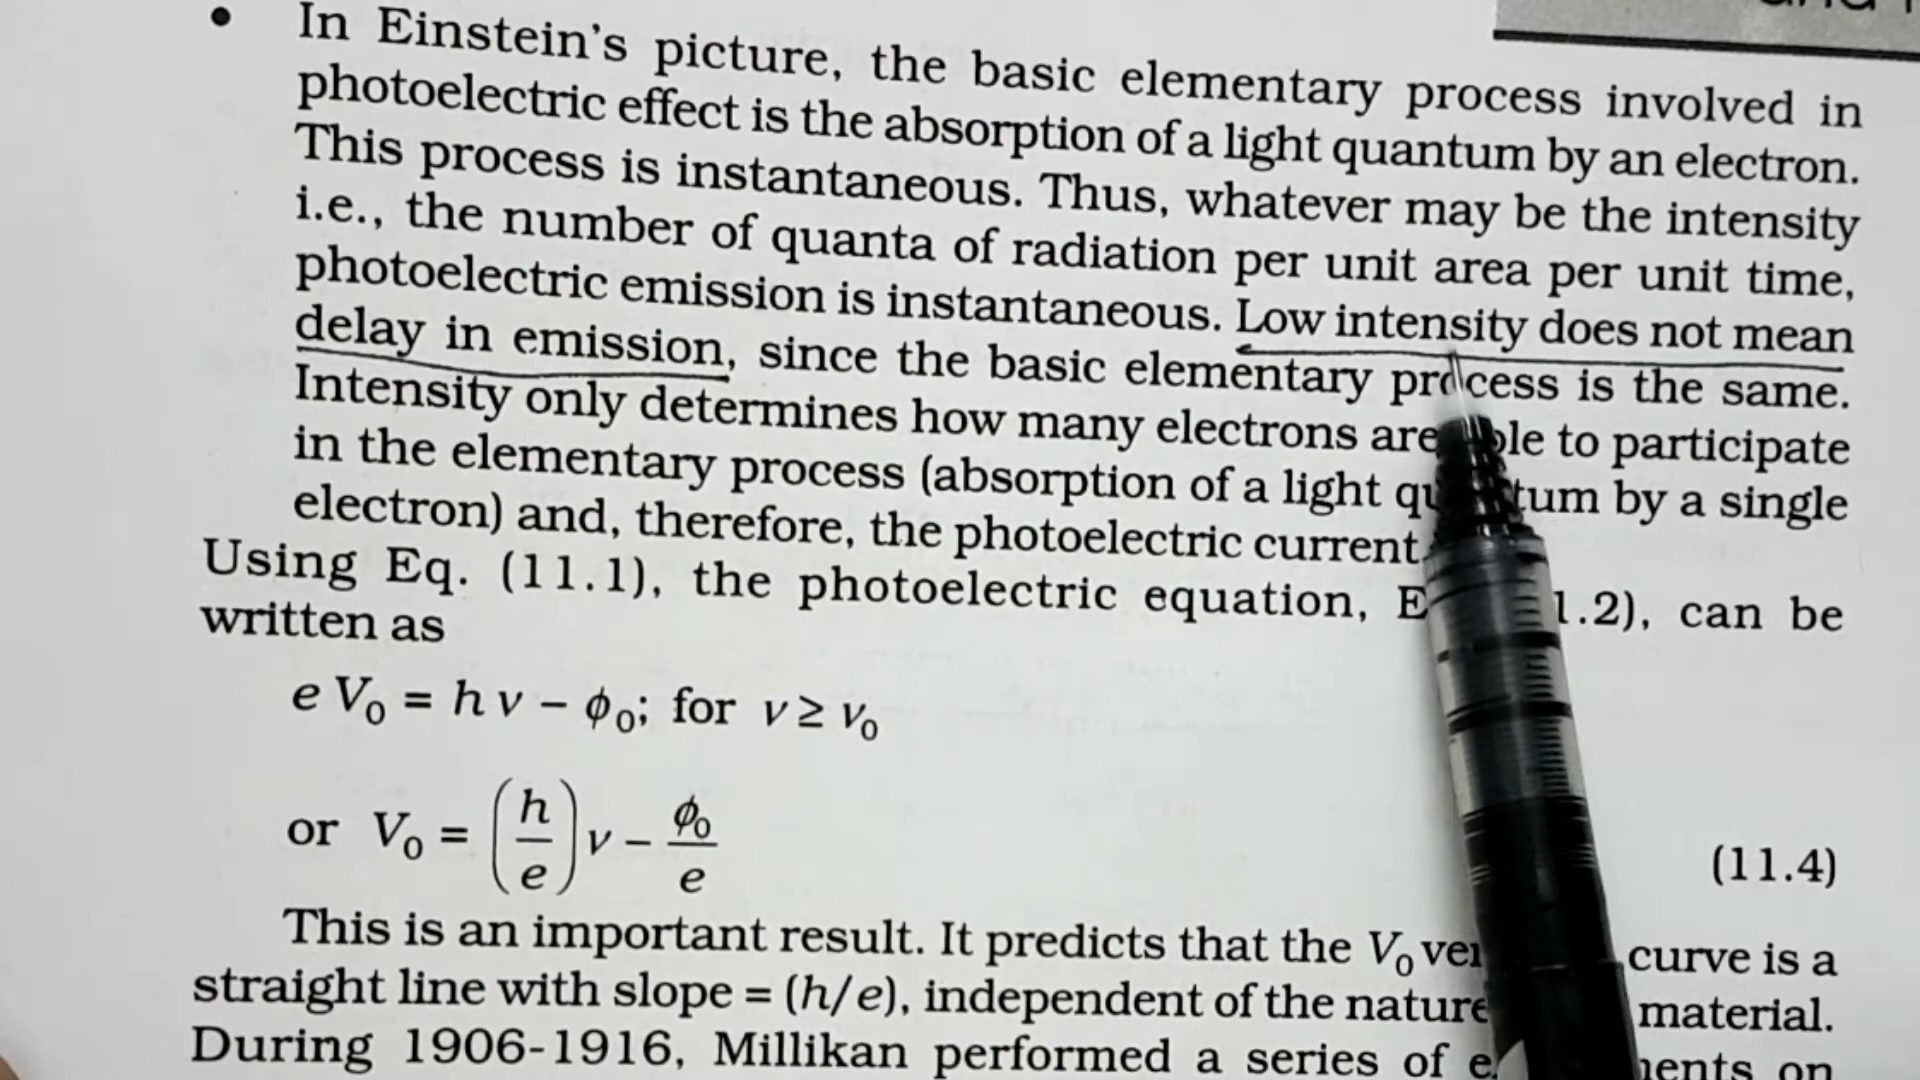 • In Einstein's picture, the basic elementary process involved in
photoelectric effect is the absorption of a light quantum by an electron.
This process is instantaneous. Thus, whatever may be the intensity
i.e., the number of quanta of radiation per unit area per unit time,
photoelectric emission is instantaneous. Low intensity does not mean
delay in emission, since the basic elementary process is the same.
Intensity only determines how many electrons are to participate
in the elementary process (absorption of a light by a single
electron) and, therefore, the photoelectric current
Using Eq. (11.1), the photoelectric equation, 1.2), can be
written as
e V₀ = h ν – ϕ₀; for ν ≥ ν₀
or V₀ = (h/e) ν – ϕ₀/e (11.4)
This is an important result. It predicts that the V₀ curve is a
straight line with slope = (h/e), independent of the nature material.
During 1906-1916, Millikan performed a series of on